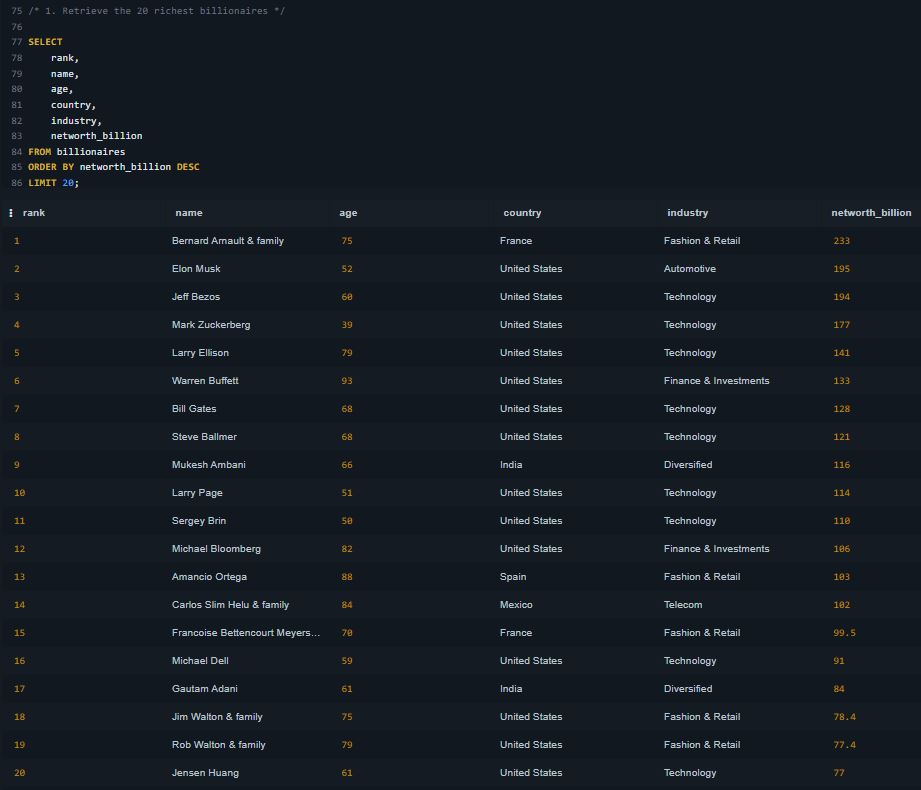 75 /* 1. Retrieve the 20 richest billionaires */
76
77 SELECT
78     rank,
79     name,
80     age,
81     country,
82     industry,
83     networth_billion
84 FROM billionaires
85 ORDER BY networth_billion DESC
86 LIMIT 20;
rank name age country industry networth_billion
1 Bernard Arnault & family 75 France Fashion & Retail 233
2 Elon Musk 52 United States Automotive 195
3 Jeff Bezos 60 United States Technology 194
4 Mark Zuckerberg 39 United States Technology 177
5 Larry Ellison 79 United States Technology 141
6 Warren Buffett 93 United States Finance & Investments 133
7 Bill Gates 68 United States Technology 128
8 Steve Ballmer 68 United States Technology 121
9 Mukesh Ambani 66 India Diversified 116
10 Larry Page 51 United States Technology 114
11 Sergey Brin 50 United States Technology 110
12 Michael Bloomberg 82 United States Finance & Investments 106
13 Amancio Ortega 88 Spain Fashion & Retail 103
14 Carlos Slim Helu & family 84 Mexico Telecom 102
15 Francoise Bettencourt Meyers... 70 France Fashion & Retail 99.5
16 Michael Dell 59 United States Technology 91
17 Gautam Adani 61 India Diversified 84
18 Jim Walton & family 75 United States Fashion & Retail 78.4
19 Rob Walton & family 79 United States Fashion & Retail 77.4
20 Jensen Huang 61 United States Technology 77